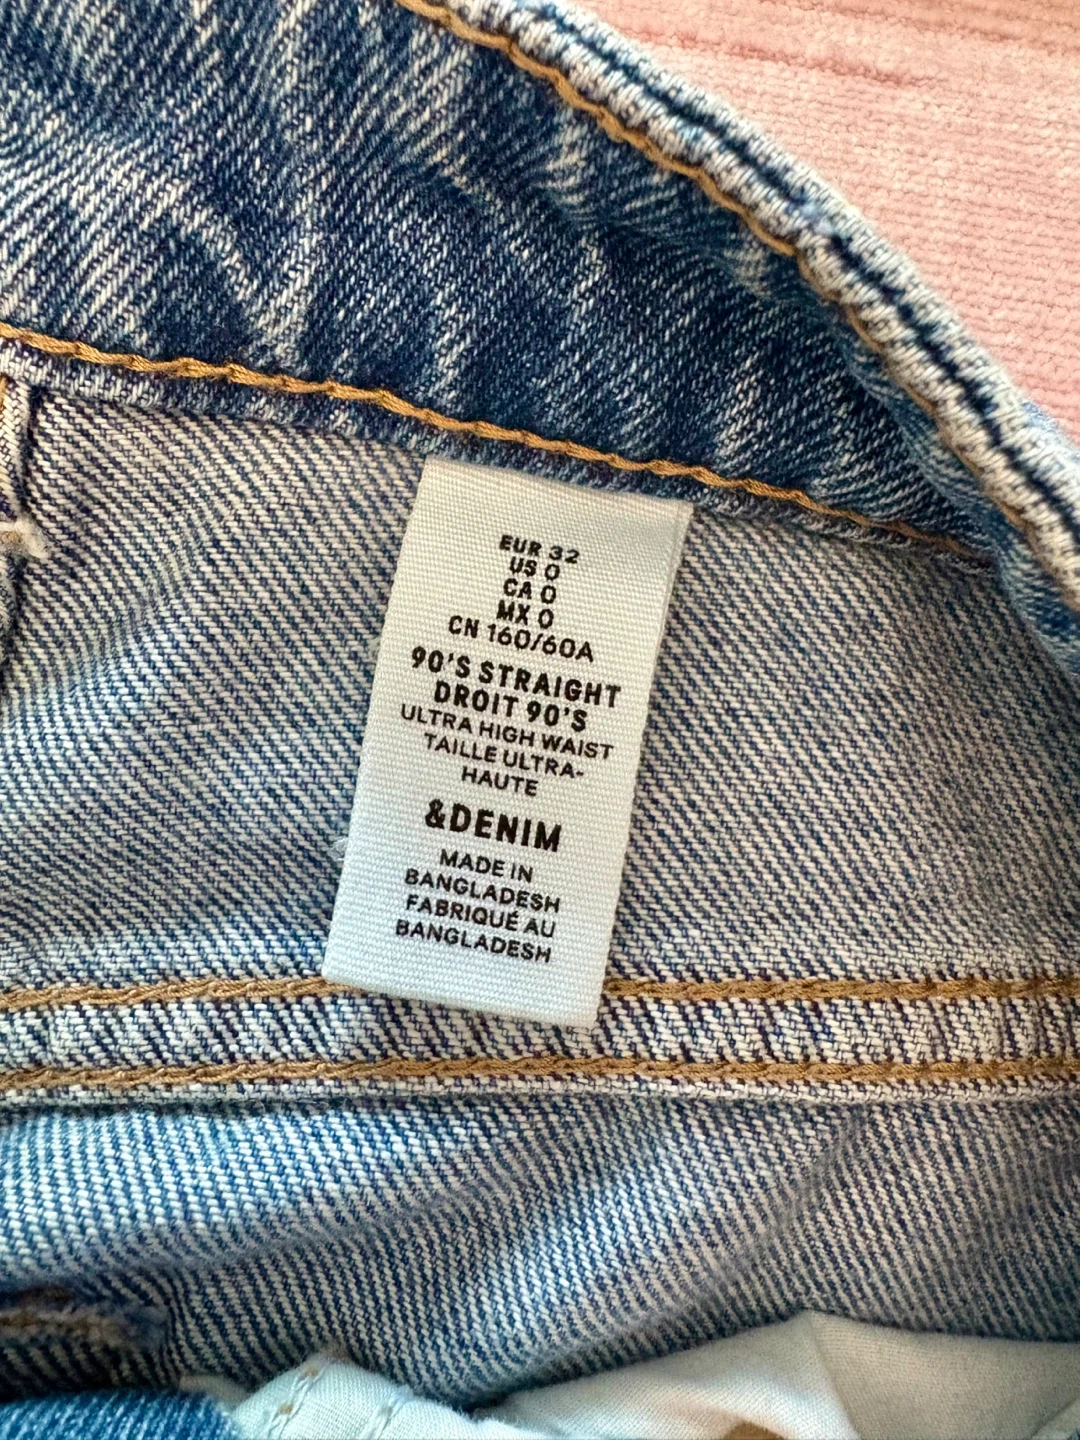 EUR 32
US 0
CA 0
MX 0
CN 160/60A
90'S STRAIGHT
DROIT 90'S
ULTRA HIGH WAIST
TAILLE ULTRA-
HAUTE
&DENIM
MADE IN
BANGLADESH
FABRIQUÉ AU
BANGLADESH